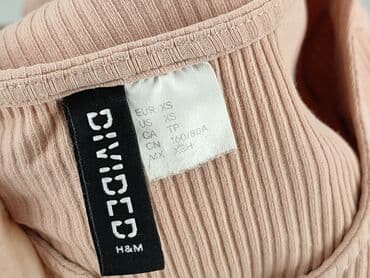 DIVIDED
H&M
EUR XS
US XS
CA TP
CN 160/80A
MX XCH